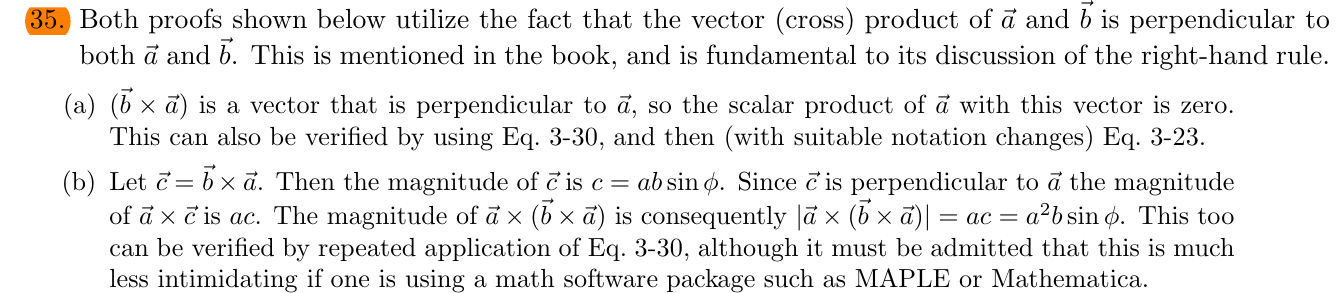 35. Both proofs shown below utilize the fact that the vector (cross) product of a⃗ and b⃗ is perpendicular to
both a⃗ and b⃗. This is mentioned in the book, and is fundamental to its discussion of the right-hand rule.
(a) (b⃗ × a⃗) is a vector that is perpendicular to a⃗, so the scalar product of a⃗ with this vector is zero.
This can also be verified by using Eq. 3-30, and then (with suitable notation changes) Eq. 3-23.
(b) Let c⃗ = b⃗ × a⃗. Then the magnitude of c⃗ is c = ab sin ϕ. Since c⃗ is perpendicular to a⃗ the magnitude
of a⃗ × c⃗ is ac. The magnitude of a⃗ × (b⃗ × a⃗) is consequently |a⃗ × (b⃗ × a⃗)| = ac = a²b sin ϕ. This too
can be verified by repeated application of Eq. 3-30, although it must be admitted that this is much
less intimidating if one is using a math software package such as MAPLE or Mathematica.